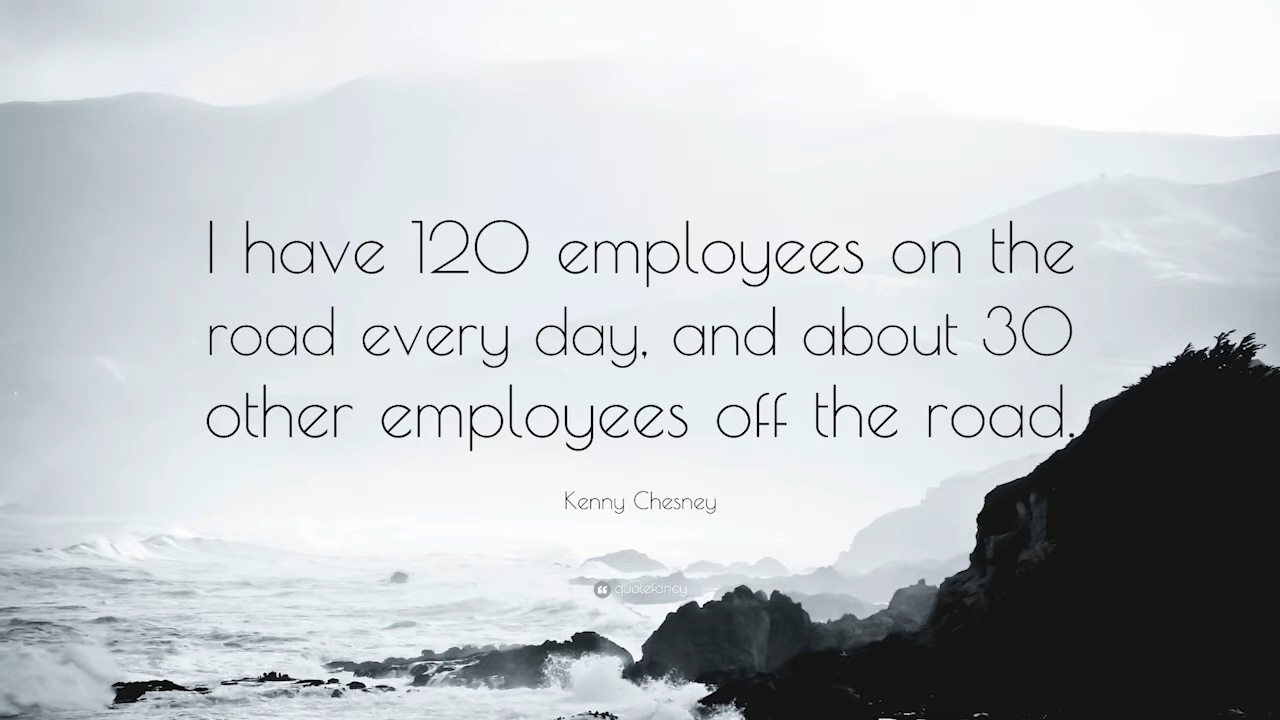 I have 120 employees on the
road every day, and about 30
other employees off the road.
Kenny Chesney
quotefancy